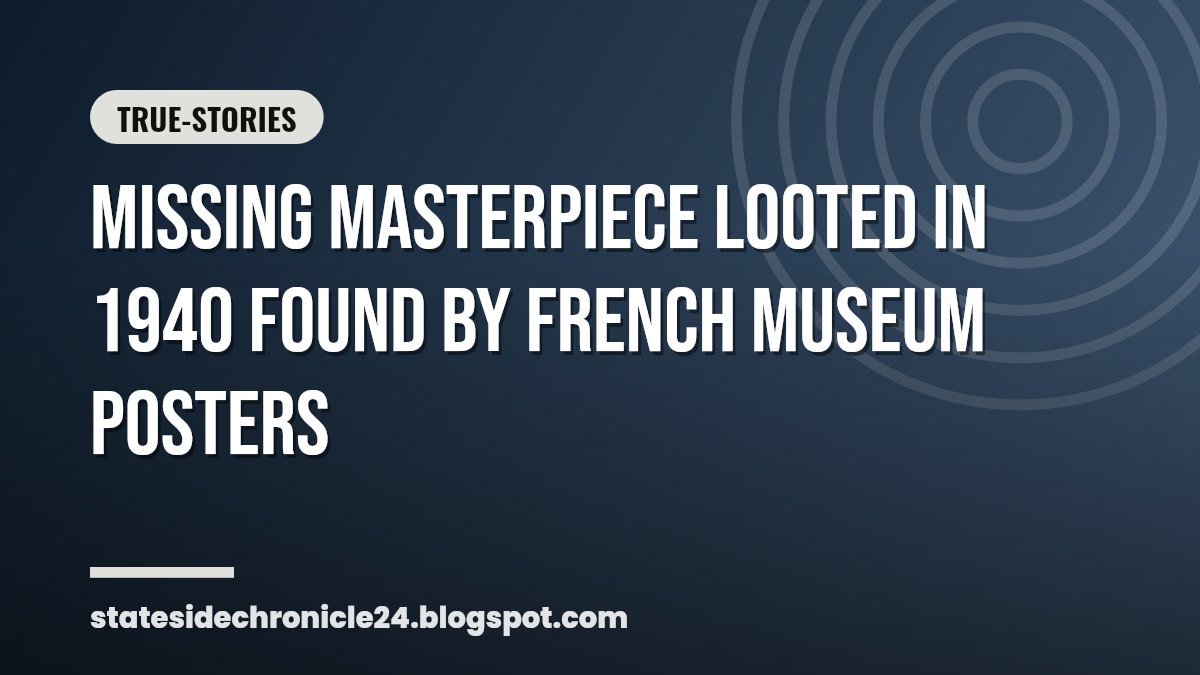 TRUE-STORIES
MISSING MASTERPIECE LOOTED IN
1940 FOUND BY FRENCH MUSEUM
POSTERS
statesidechronicle24.blogspot.com